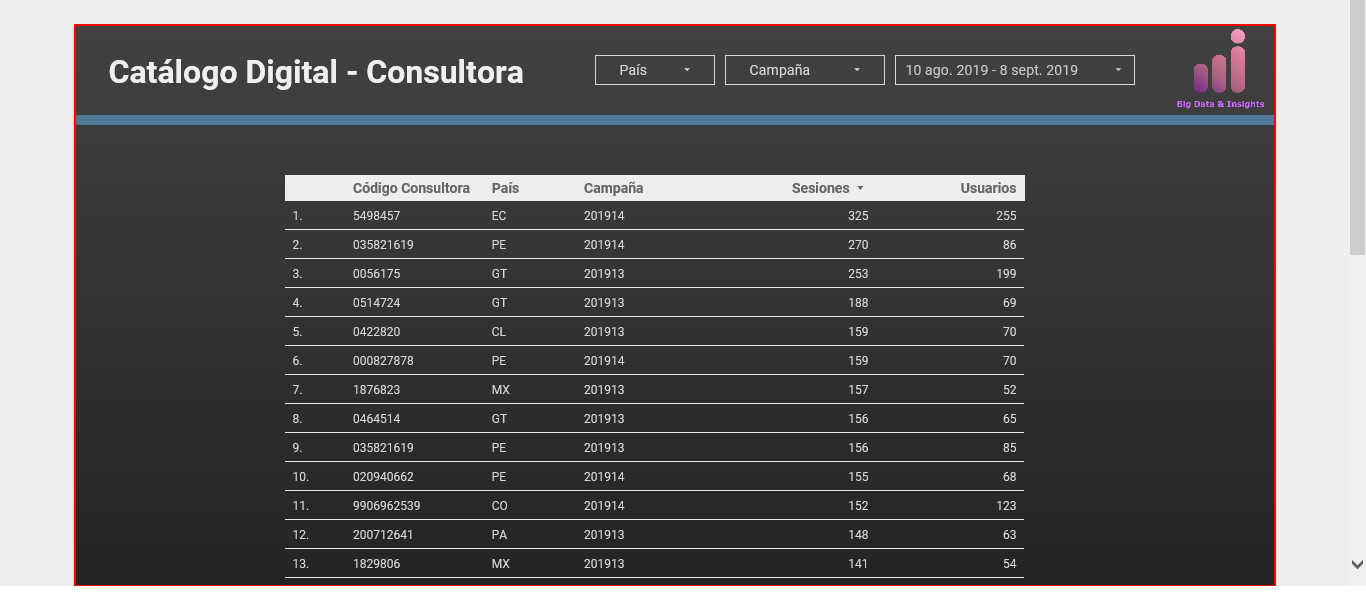 Catálogo Digital - Consultora
País
Campaña
10 ago. 2019 - 8 sept. 2019
Big Data & Insights
Código Consultora País Campaña Sesiones Usuarios
1. 5498457 EC 201914 325 255
2. 035821619 PE 201914 270 86
3. 0056175 GT 201913 253 199
4. 0514724 GT 201913 188 69
5. 0422820 CL 201913 159 70
6. 000827878 PE 201914 159 70
7. 1876823 MX 201913 157 52
8. 0464514 GT 201913 156 65
9. 035821619 PE 201913 156 85
10. 020940662 PE 201914 155 68
11. 9906962539 CO 201914 152 123
12. 200712641 PA 201913 148 63
13. 1829806 MX 201913 141 54